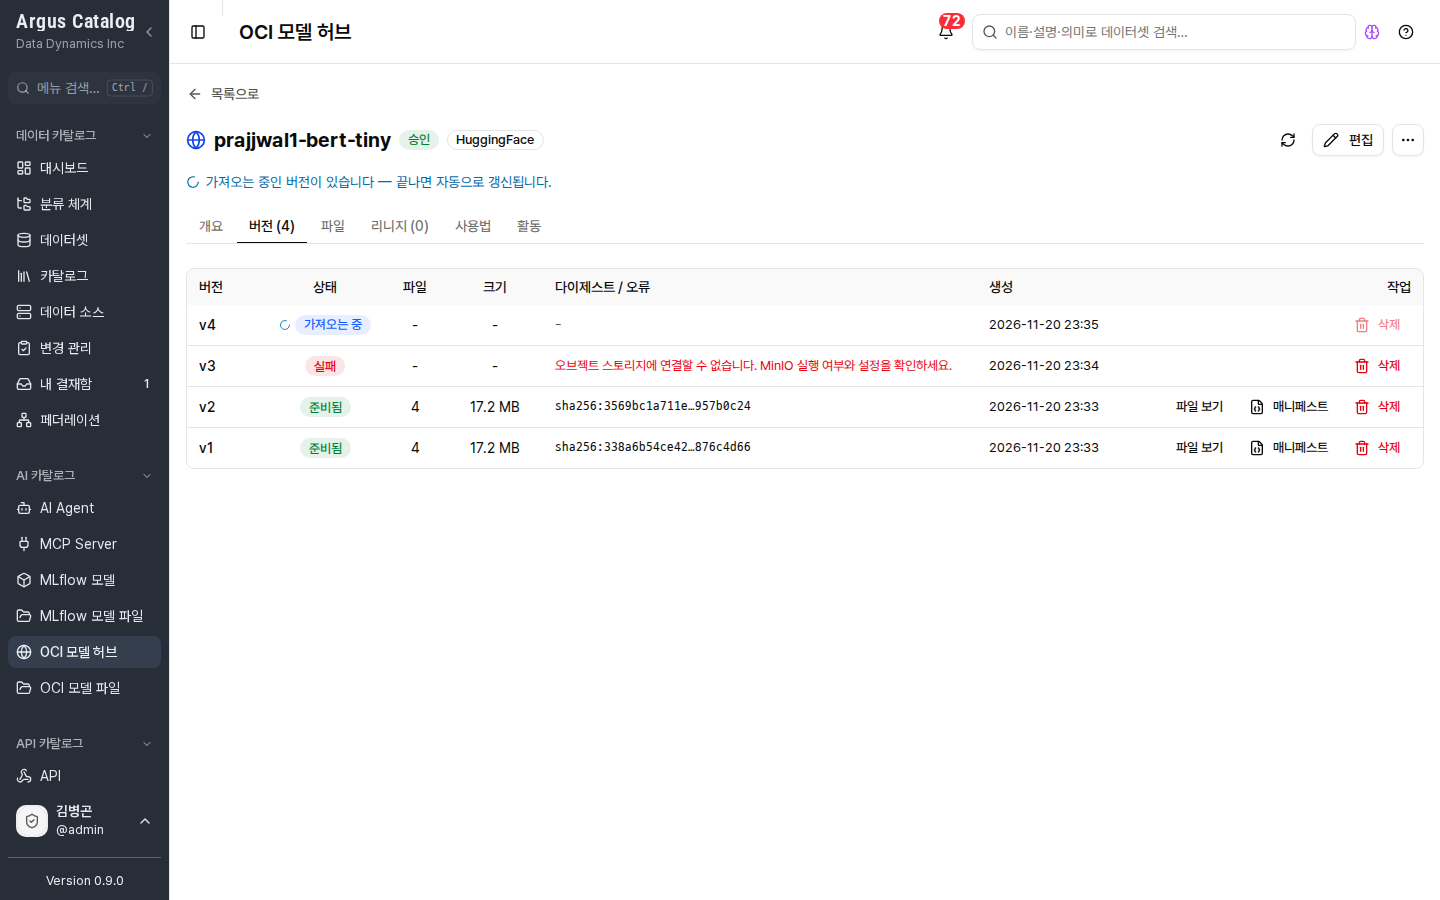 Argus Catalog
Data Dynamics Inc
메뉴 검색... Ctrl /
데이터 카탈로그
대시보드
분류 체계
데이터셋
카탈로그
데이터 소스
변경 관리
내 결재함 1
페더레이션
AI 카탈로그
AI Agent
MCP Server
MLflow 모델
MLflow 모델 파일
OCI 모델 허브
OCI 모델 파일
API 카탈로그
API
김병곤
@admin
Version 0.9.0
OCI 모델 허브
72
이름·설명·의미로 데이터셋 검색...
목록으로
prajjwal1-bert-tiny 승인 HuggingFace
편집
가져오는 중인 버전이 있습니다 — 끝나면 자동으로 갱신됩니다.
개요 버전 (4) 파일 리니지 (0) 사용법 활동
버전 상태 파일 크기 다이제스트 / 오류 생성 작업
v4 가져오는 중 - - - 2026-11-20 23:35 삭제
v3 실패 - - 오브젝트 스토리지에 연결할 수 없습니다. MinIO 실행 여부와 설정을 확인하세요. 2026-11-20 23:34 삭제
v2 준비됨 4 17.2 MB sha256:3569bc1a711e…957b0c24 2026-11-20 23:33 파일 보기 매니페스트 삭제
v1 준비됨 4 17.2 MB sha256:338a6b54ce42…876c4d66 2026-11-20 23:33 파일 보기 매니페스트 삭제